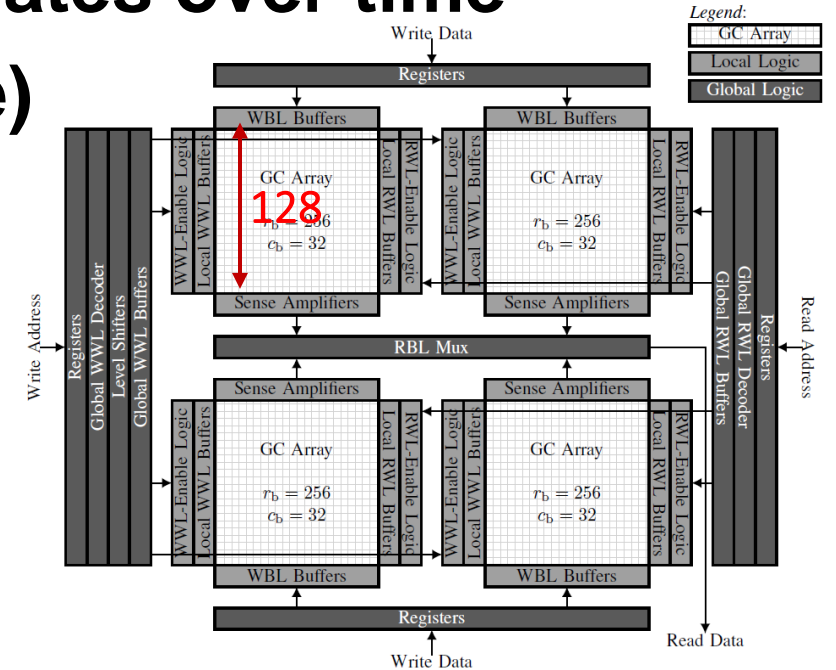 ates over time
e)
Legend:
GC Array
Local Logic
Global Logic
Write Data
Registers
WBL Buffers
WBL Buffers
Write Address
Registers
Global WWL Decoder
Level Shifters
Global WWL Buffers
WWL-Enable Logic
Local WWL Buffers
GC Array
128
r_b = 256
c_b = 32
Local RWL Buffers
RWL-Enable Logic
WWL-Enable Logic
Local WWL Buffers
GC Array
r_b = 256
c_b = 32
Local RWL Buffers
RWL-Enable Logic
Global RWL Buffers
Global RWL Decoder
Registers
Read Address
Sense Amplifiers
Sense Amplifiers
RBL Mux
Sense Amplifiers
Sense Amplifiers
WWL-Enable Logic
Local WWL Buffers
GC Array
r_b = 256
c_b = 32
Local RWL Buffers
RWL-Enable Logic
WWL-Enable Logic
Local WWL Buffers
GC Array
r_b = 256
c_b = 32
Local RWL Buffers
RWL-Enable Logic
WBL Buffers
WBL Buffers
Registers
Write Data
Read Data